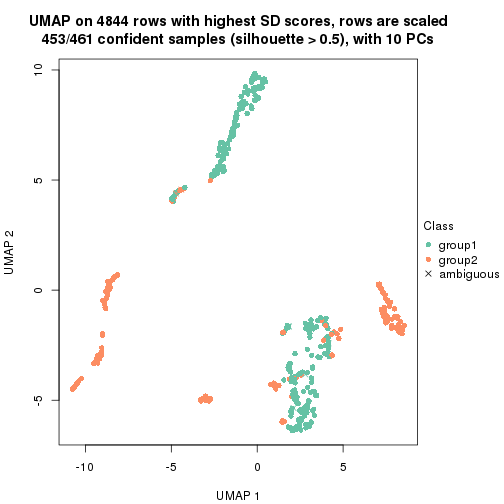 UMAP on 4844 rows with highest SD scores, rows are scaled
453/461 confident samples (silhouette > 0.5), with 10 PCs
10
5
0
-5
UMAP 2
-10
-5
0
5
UMAP 1
Class
group1
group2
ambiguous